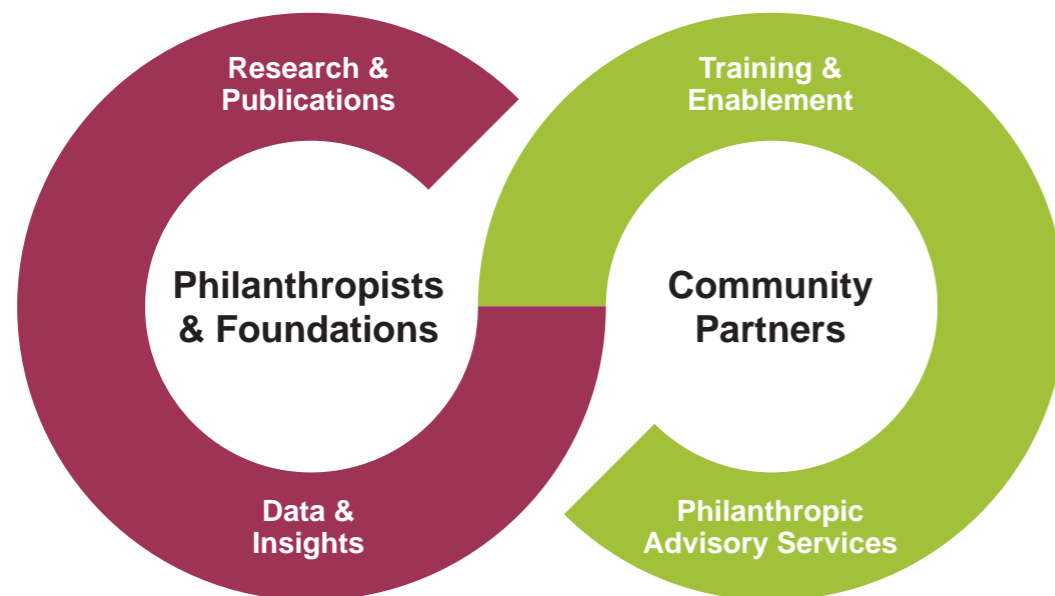 Research &
Publications
Training &
Enablement
Philanthropists
& Foundations
Community
Partners
Data &
Insights
Philanthropic
Advisory Services